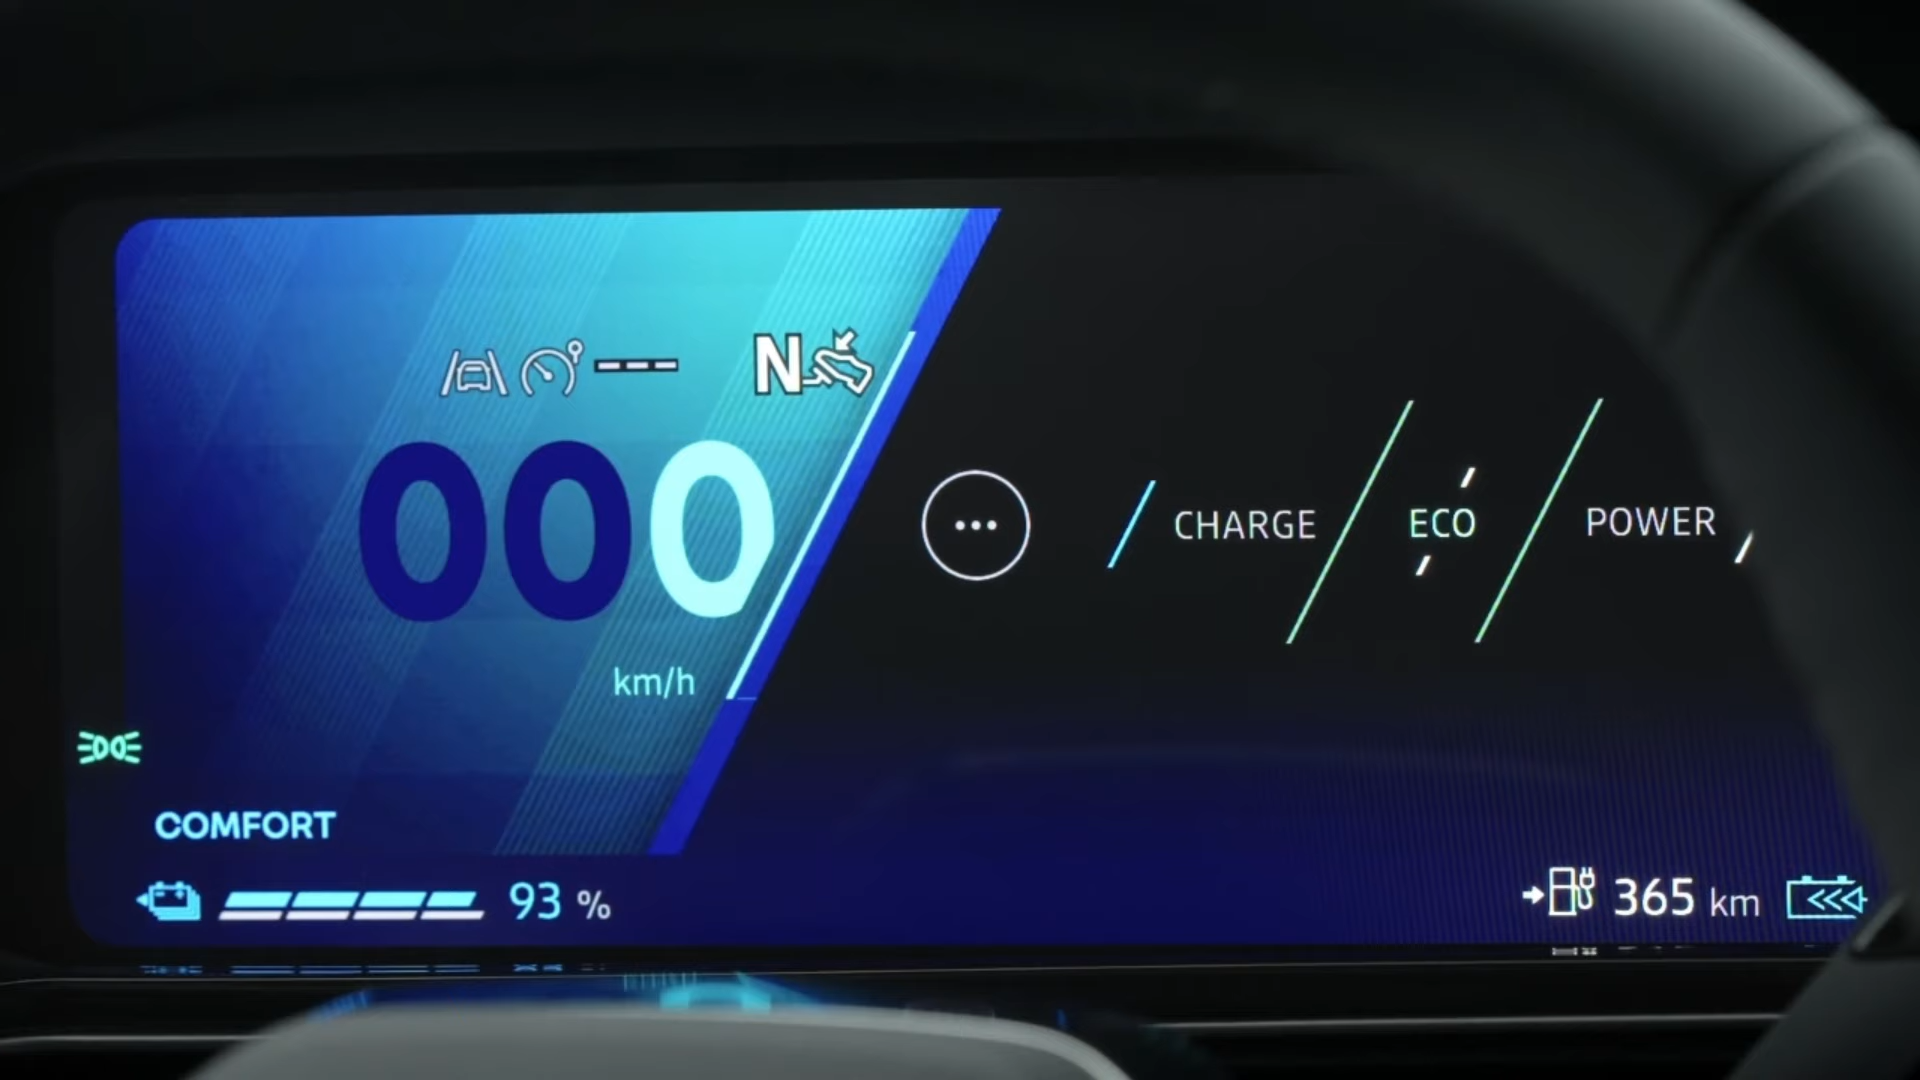 --- N
000
km/h
CHARGE ECO POWER
COMFORT
93 %
365 km